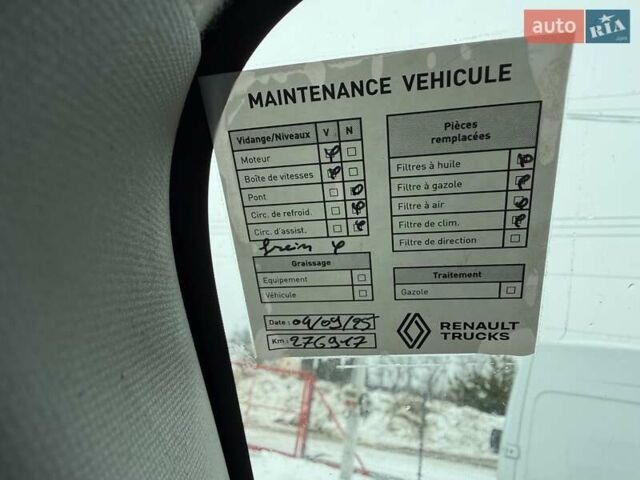 auto RIA
.com
MAINTENANCE VEHICULE
Vidange/Niveaux V N
Moteur
Boîte de vitesses
Pont
Circ. de refroid.
Circ. d'assist.
frein
Graissage
Equipement
Véhicule
Pièces
remplacées
Filtres à huile
Filtre à gazole
Filtre à air
Filtre de clim.
Filtre de direction
Traitement
Gazole
Date : 04/09/25
Km : 276917
RENAULT
TRUCKS